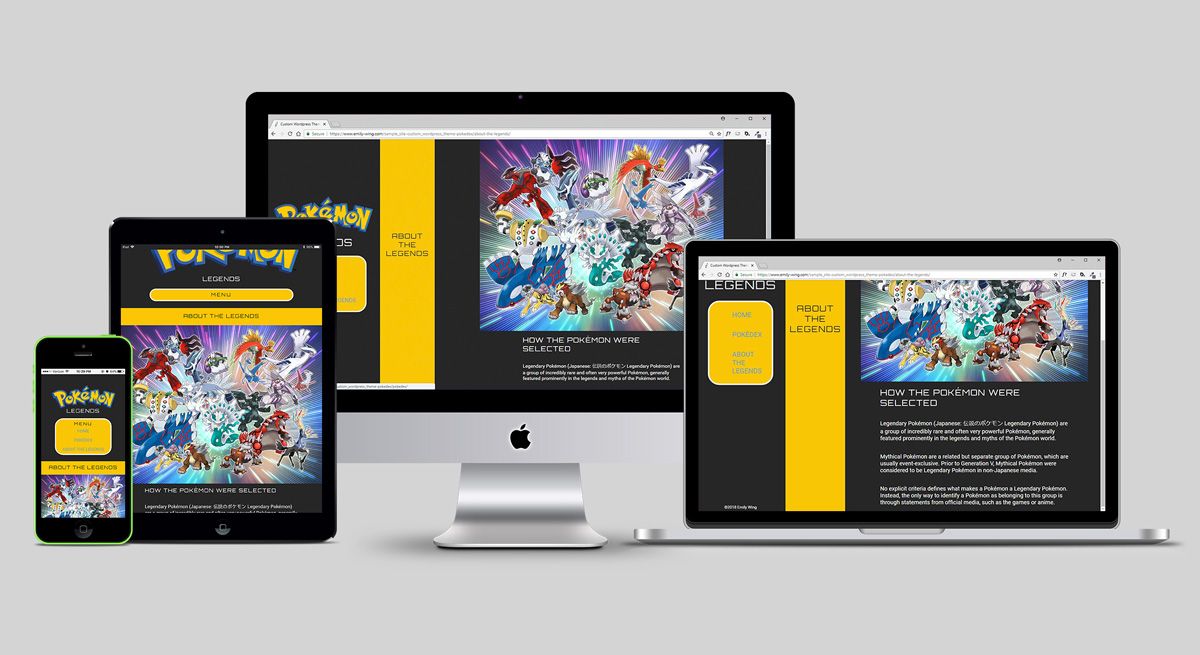 POKÉMON
LEGENDS
MENU
HOME
POKÉDEX
ABOUT THE LEGENDS
ABOUT THE LEGENDS
iPad
LEGENDS
MENU
ABOUT THE LEGENDS
HOW THE POKÉMON WERE SELECTED
Legendary Pokémon (Japanese: 伝説のポケモン Legendary Pokémon)
Custom Wordpress Them
Secure
https://www.emily-wing.com/sample_site-custom_wordpress_theme-pokedex/about-the-legends/
POKÉMON
ABOUT
THE
LEGENDS
HOW THE POKÉMON WERE
SELECTED
Legendary Pokémon (Japanese: 伝説のポケモン Legendary Pokémon) are
a group of incredibly rare and often very powerful Pokémon, generally
featured prominently in the legends and myths of the Pokémon world.
Custom Wordpress Them
Secure
https://www.emily-wing.com/sample_site-custom_wordpress_theme-pokedex/about-the-legends/
LEGENDS
HOME
POKÉDEX
ABOUT
THE
LEGENDS
©2018 Emily Wing
ABOUT
THE
LEGENDS
HOW THE POKÉMON WERE
SELECTED
Legendary Pokémon (Japanese: 伝説のポケモン Legendary Pokémon) are
a group of incredibly rare and often very powerful Pokémon, generally
featured prominently in the legends and myths of the Pokémon world.
Mythical Pokémon are a related but separate group of Pokémon, which are
usually event-exclusive. Prior to Generation V, Mythical Pokémon were
considered to be Legendary Pokémon in non-Japanese media.
No explicit criteria defines what makes a Pokémon a Legendary Pokémon.
Instead, the only way to identify a Pokémon as belonging to this group is
through statements from official media, such as the games or anime.